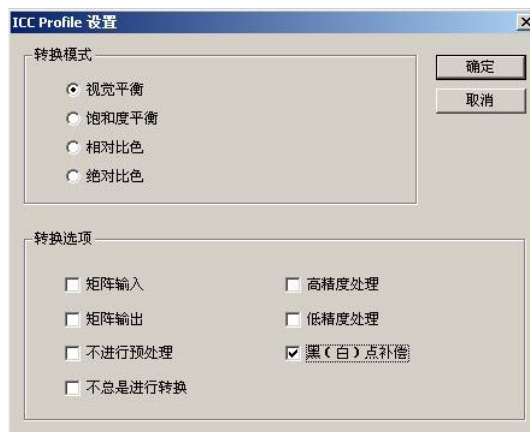 ICC Profile 设置
转换模式
视觉平衡
饱和度平衡
相对比色
绝对比色
确定
取消
转换选项
矩阵输入
高精度处理
矩阵输出
低精度处理
不进行预处理
黑（白）点补偿
不总是进行转换